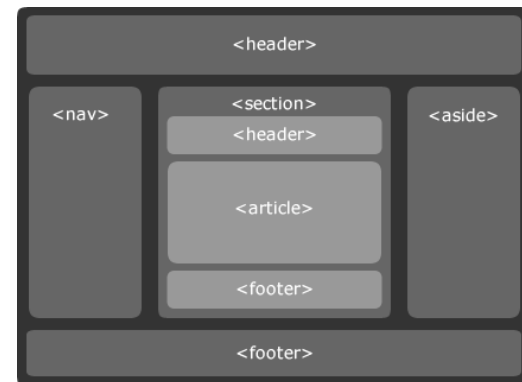 <header>
<nav>
<section>
<header>
<article>
<footer>
<aside>
<footer>